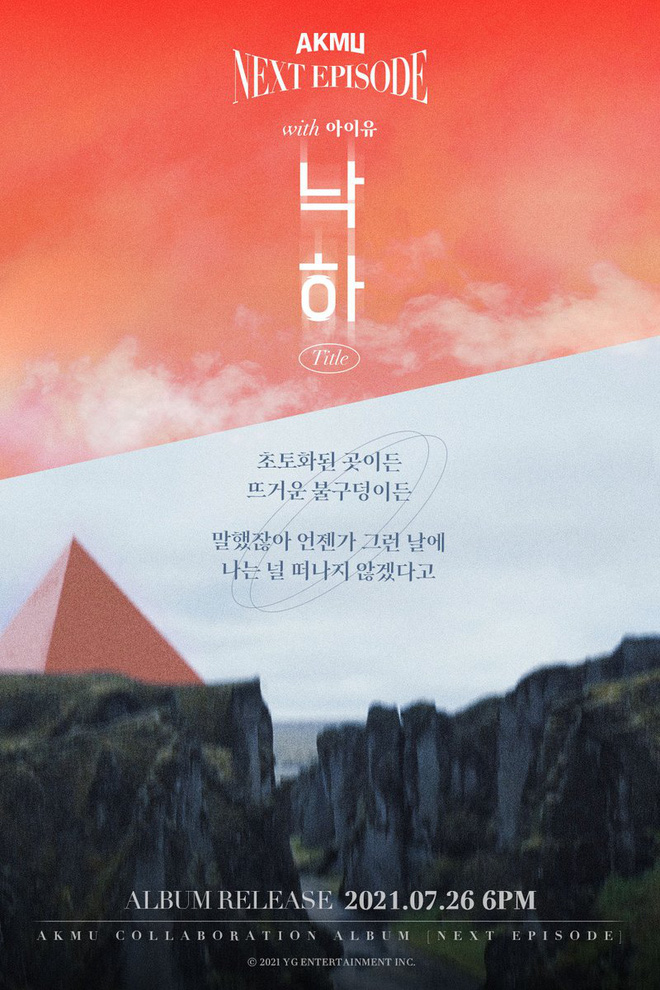 AKMU
NEXT EPISODE
with 아이유
낙
하
Title
초토화된 곳이든
뜨거운 불구덩이든
말했잖아 언젠가 그런 날에
나는 널 떠나지 않겠다고
ALBUM RELEASE 2021.07.26 6PM
AKMU COLLABORATION ALBUM [NEXT EPISODE]
© 2021 YG ENTERTAINMENT INC.